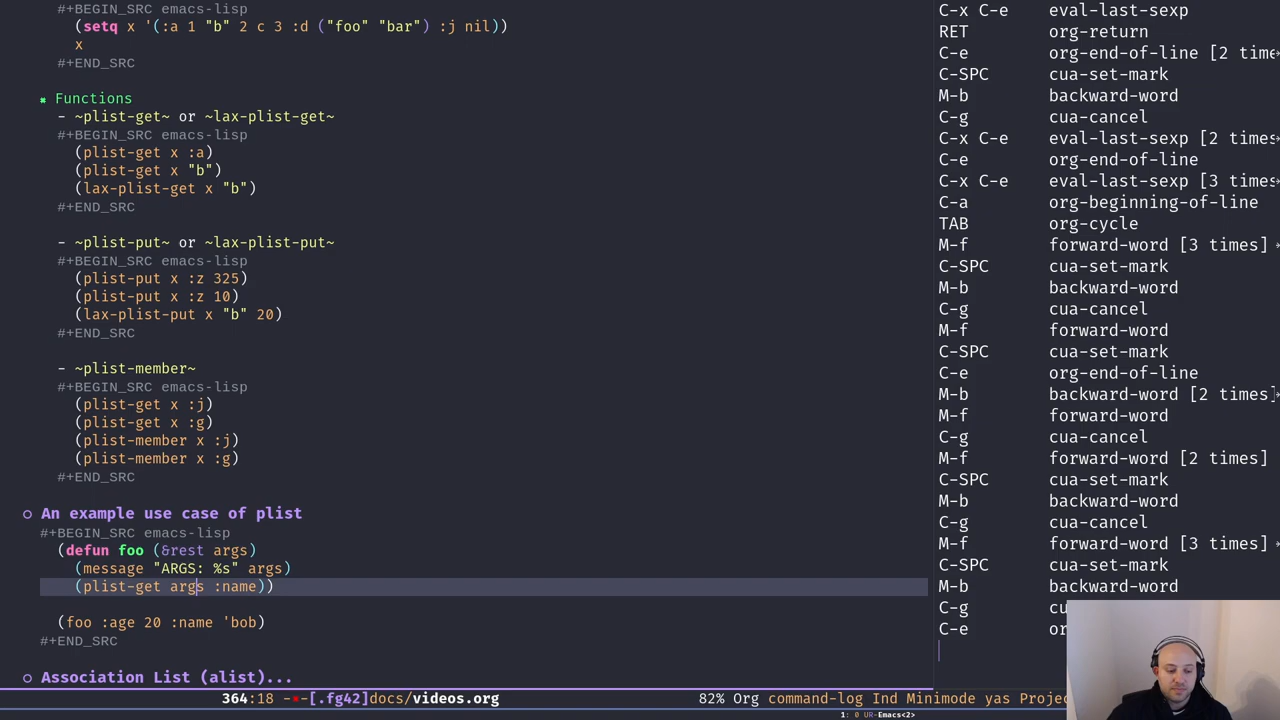 #+BEGIN_SRC emacs-lisp
(setq x '(:a 1 "b" 2 c 3 :d ("foo" "bar") :j nil))
x
#+END_SRC
Functions
- ~plist-get~ or ~lax-plist-get~
#+BEGIN_SRC emacs-lisp
(plist-get x :a)
(plist-get x "b")
(lax-plist-get x "b")
#+END_SRC
- ~plist-put~ or ~lax-plist-put~
#+BEGIN_SRC emacs-lisp
(plist-put x :z 325)
(plist-put x :z 10)
(lax-plist-put x "b" 20)
#+END_SRC
- ~plist-member~
#+BEGIN_SRC emacs-lisp
(plist-get x :j)
(plist-get x :g)
(plist-member x :j)
(plist-member x :g)
#+END_SRC
An example use case of plist
#+BEGIN_SRC emacs-lisp
(defun foo (&rest args)
(message "ARGS: %s" args)
(plist-get args :name))
(foo :age 20 :name 'bob)
#+END_SRC
Association List (alist)...
364:18 -*-[.fg42]docs/videos.org 82% Org command-log Ind Minimode yas Projec
1: 0 UR-Emacs<2>
C-x C-e eval-last-sexp
RET org-return
C-e org-end-of-line [2 time
C-SPC cua-set-mark
M-b backward-word
C-g cua-cancel
C-x C-e eval-last-sexp [2 times
C-e org-end-of-line
C-x C-e eval-last-sexp [3 times
C-a org-beginning-of-line
TAB org-cycle
M-f forward-word [3 times]
C-SPC cua-set-mark
M-b backward-word
C-g cua-cancel
M-f forward-word
C-SPC cua-set-mark
C-e org-end-of-line
M-b backward-word [2 times]
M-f forward-word
C-g cua-cancel
M-f forward-word [2 times]
C-SPC cua-set-mark
M-b backward-word
C-g cua-cancel
M-f forward-word [3 times]
C-SPC cua-set-mark
M-b backward-word
C-g cu
C-e or